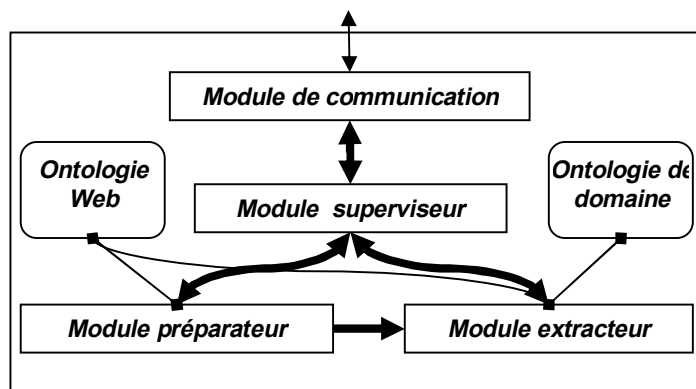 Module de communication
Ontologie
Web
Ontologie de
domaine
Module superviseur
Module préparateur
Module extracteur